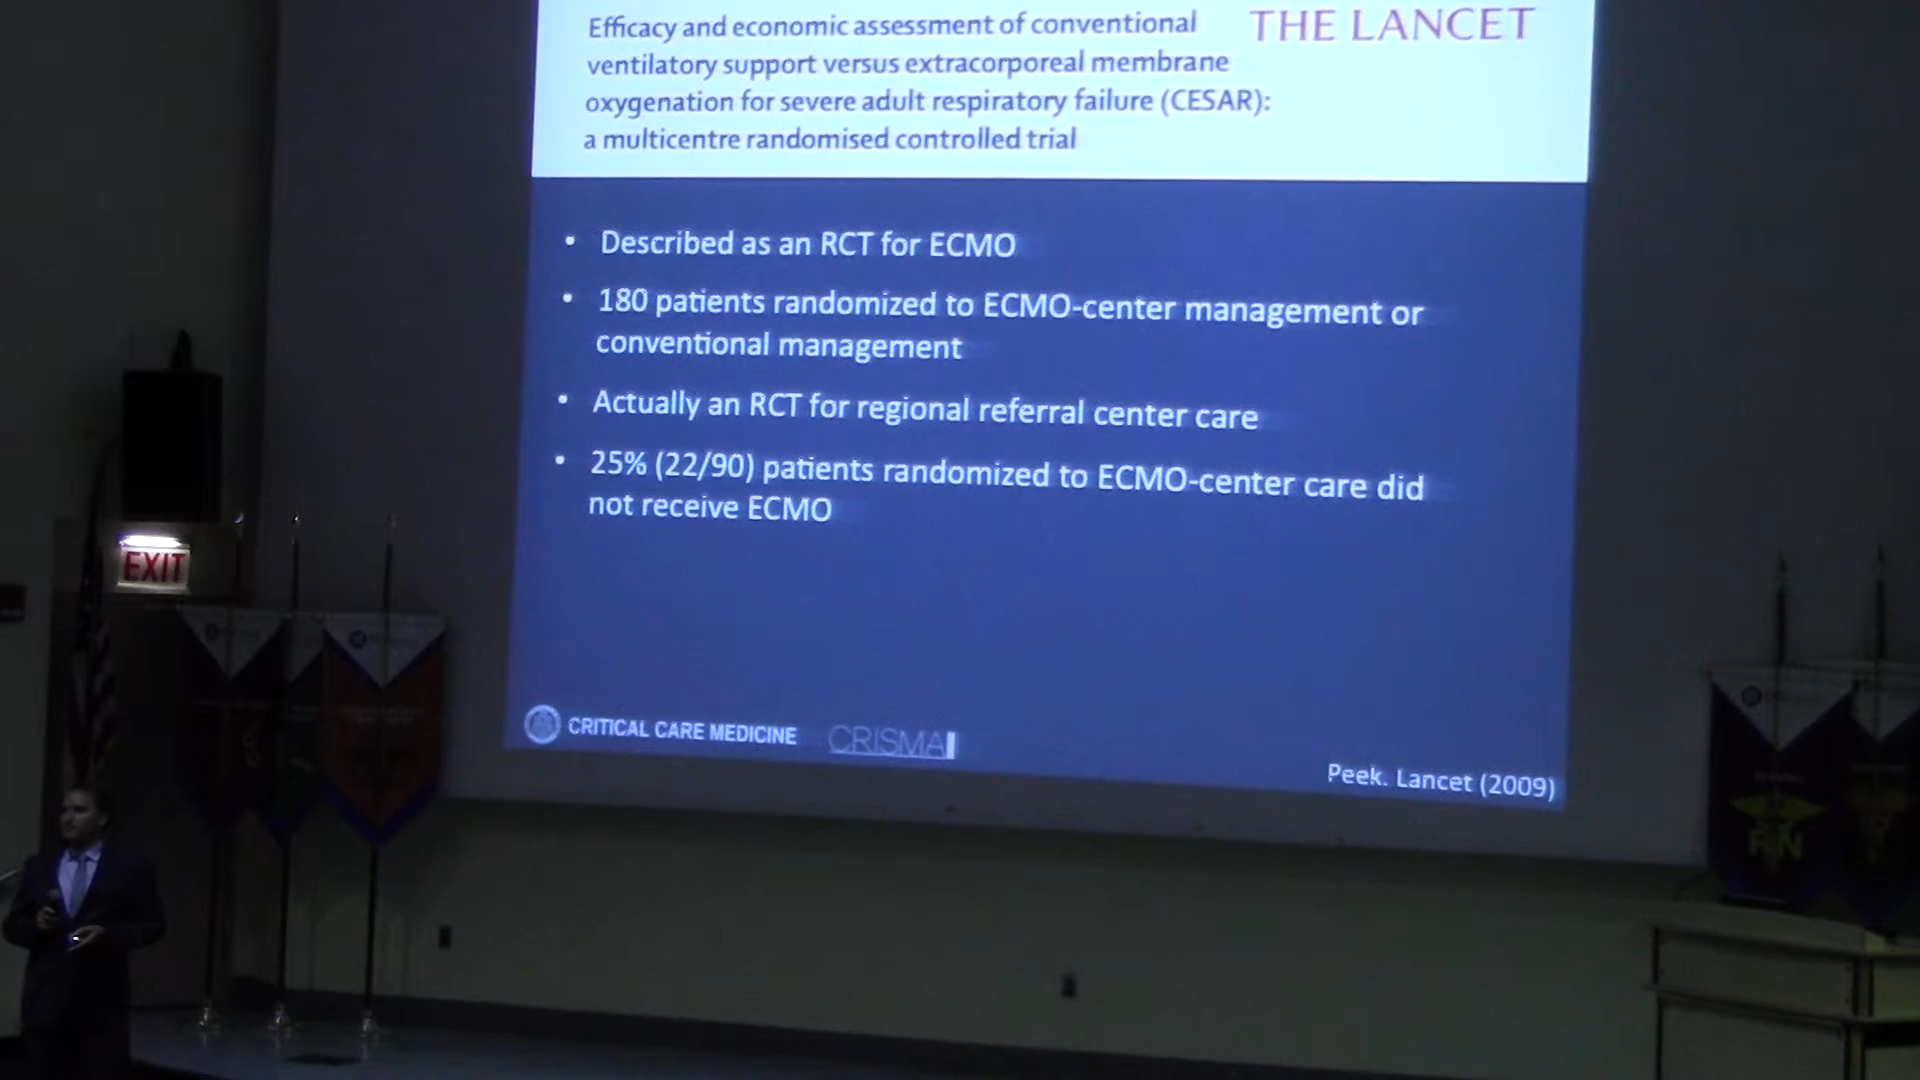 Efficacy and economic assessment of conventional
THE LANCET
ventilatory support versus extracorporeal membrane
oxygenation for severe adult respiratory failure (CESAR):
a multicentre randomised controlled trial
• Described as an RCT for ECMO
• 180 patients randomized to ECMO-center management or
conventional management
• Actually an RCT for regional referral center care
• 25% (22/90) patients randomized to ECMO-center care did
not receive ECMO
CRITICAL CARE MEDICINE
CRISMA
Peek. Lancet (2009)
EXIT
RN